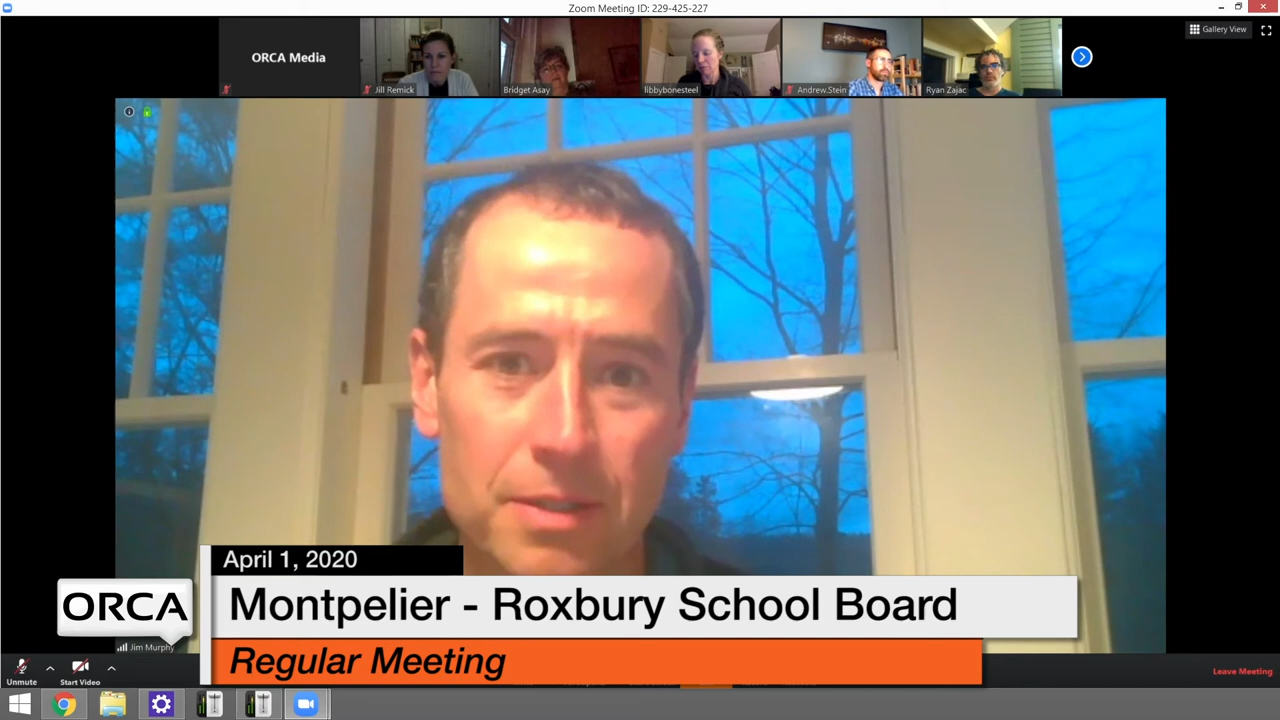 Zoom Meeting ID: 229-425-227
ORCA Media
Jill Remick
Bridget Asay
libbybonesteel
Andrew.Stein
Ryan Zajac
Gallery View
April 1, 2020
Montpelier - Roxbury School Board
ORCA
Regular Meeting
Jim Murphy
Unmute
Start Video
Leave Meeting